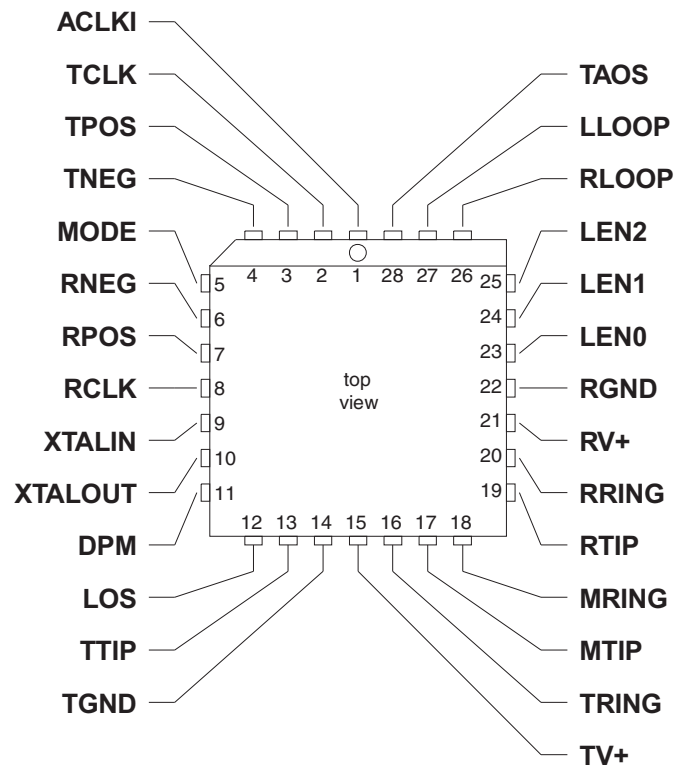 ACLKI
TCLK
TPOS
TNEG
MODE
RNEG
RPOS
RCLK
XTALIN
XTALOUT
DPM
LOS
TTIP
TGND
TAOS
LLOOP
RLOOP
LEN2
LEN1
LEN0
RGND
RV+
RRING
RTIP
MRING
MTIP
TRING
TV+
4 3 2 1 28 27 26
5
6
7
8
9
10
11
25
24
23
22
21
20
19
top
view
12 13 14 15 16 17 18